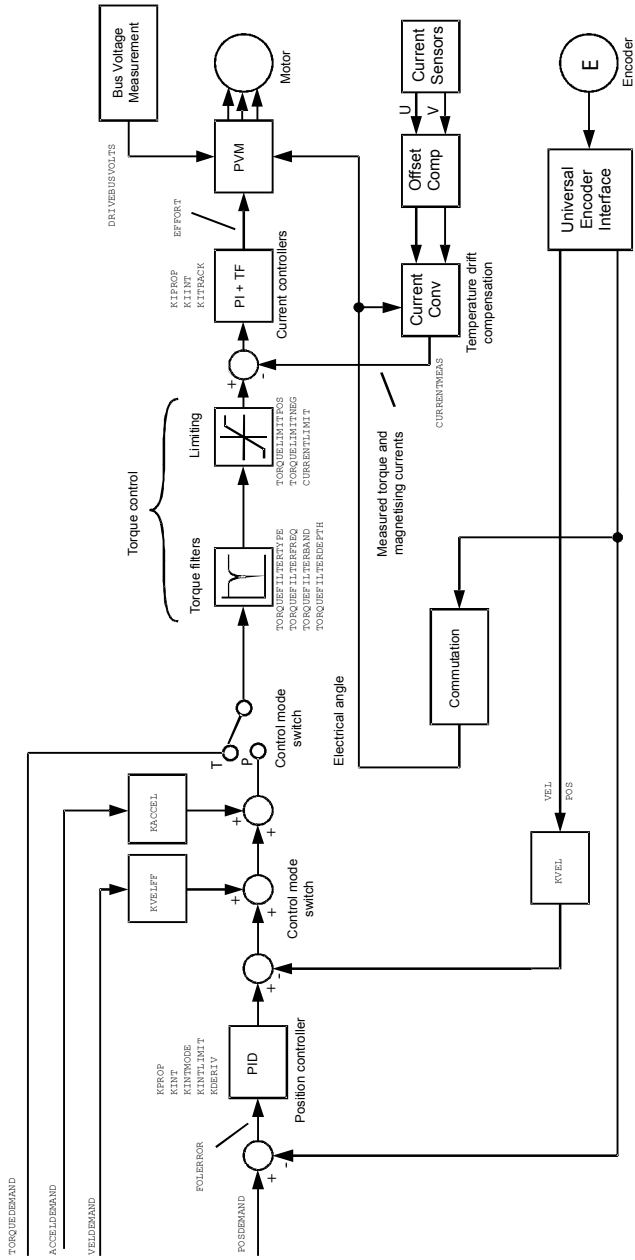 TORQUEDEMAND
ACCELDEMAND
VELDEMAND
POSDEMAND
FOLERROR
KPROP
KINT
KINTMODE
KINTLIMIT
KDERIV
PID
Position controller
+
-
+
-
KVELFF
+
+
Control mode
switch
KACCEL
+
+
T
P
Control mode
switch
Torque control
Torque filters
TORQUEFILTERTYPE
TORQUEFILTERFREQ
TORQUEFILTERBAND
TORQUEFILTERDEPTH
Limiting
TORQUELIMITPOS
TORQUELIMITNEG
CURRENTLIMIT
+
-
KIPROP
KIINT
KITRACK
PI + TF
Current controllers
EFFORT
DRIVEBUSVOLTS
PVM
Bus Voltage
Measurement
Motor
Electrical angle
Measured torque and
magnetising currents
CURRENTMEAS
Current
Conv
Offset
Comp
U
V
Current
Sensors
Temperature drift
compensation
Commutation
KVEL
VEL
POS
Universal
Encoder
Interface
E
Encoder